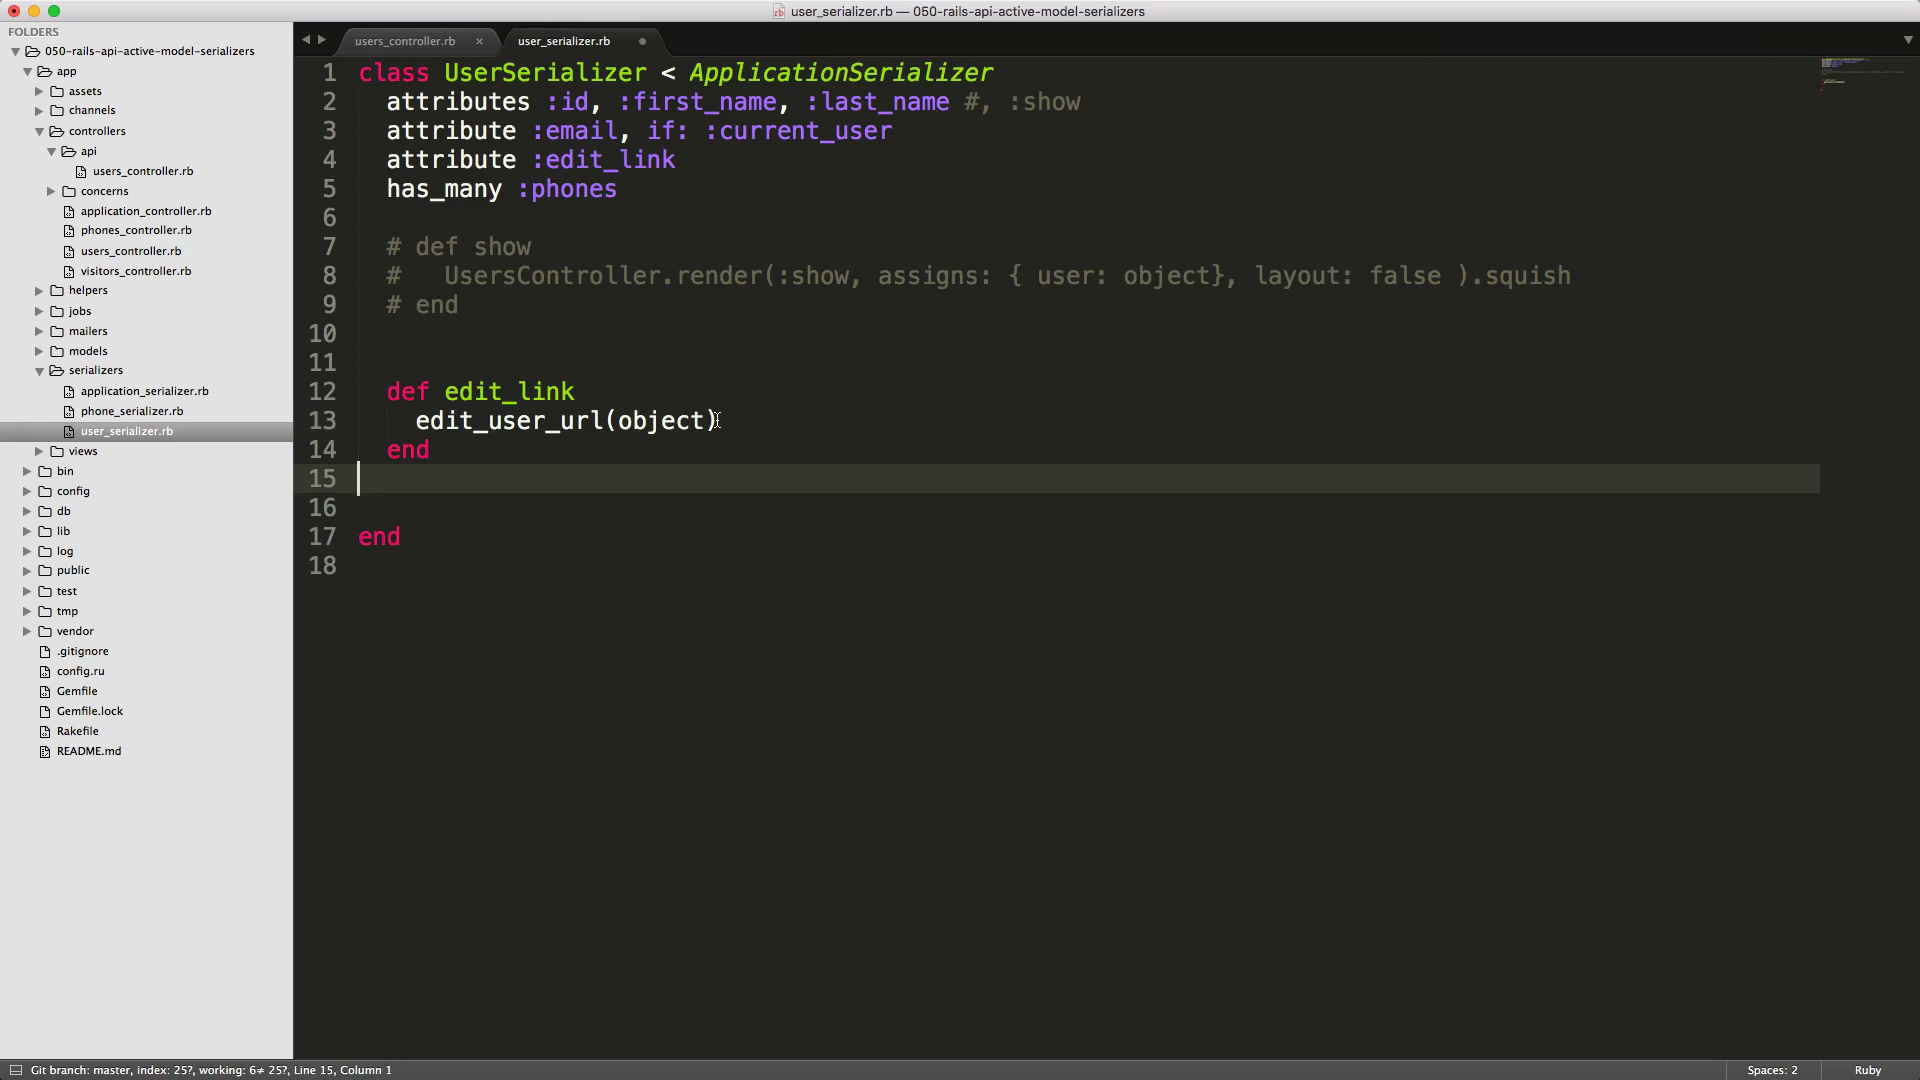 user_serializer.rb — 050-rails-api-active-model-serializers
FOLDERS
050-rails-api-active-model-serializers
app
assets
channels
controllers
api
users_controller.rb
concerns
application_controller.rb
phones_controller.rb
users_controller.rb
visitors_controller.rb
helpers
jobs
mailers
models
serializers
application_serializer.rb
phone_serializer.rb
user_serializer.rb
views
bin
config
db
lib
log
public
test
tmp
vendor
.gitignore
config.ru
Gemfile
Gemfile.lock
Rakefile
README.md
users_controller.rb × user_serializer.rb
1 class UserSerializer < ApplicationSerializer
2 attributes :id, :first_name, :last_name #, :show
3 attribute :email, if: :current_user
4 attribute :edit_link
5 has_many :phones
6
7 # def show
8 # UsersController.render(:show, assigns: { user: object}, layout: false ).squish
9 # end
10
11
12 def edit_link
13 edit_user_url(object)
14 end
15
16
17 end
18
Git branch: master, index: 25?, working: 6≠ 25?, Line 15, Column 1 Spaces: 2 Ruby